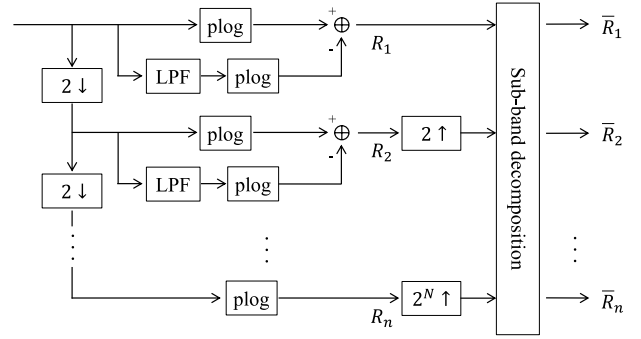 plog
+
-
R₁
R̅₁
LPF
plog
2 ↓
plog
+
-
R₂
2 ↑
R̅₂
LPF
plog
2 ↓
Sub-band decomposition
plog
Rₙ
2ᴺ ↑
R̅ₙ